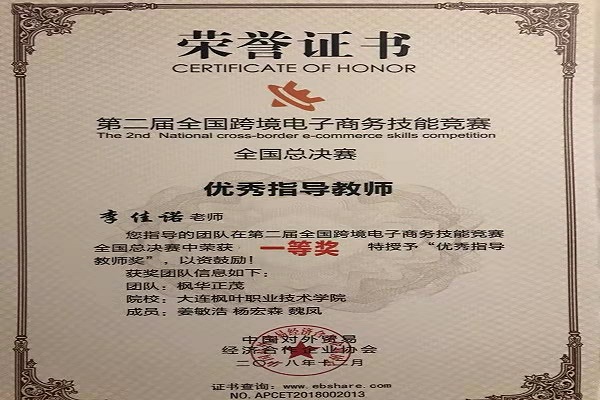 荣誉证书
CERTIFICATE OF HONOR
第二届全国跨境电子商务技能竞赛
The 2nd National cross-border e-commerce skills competition
全国总决赛
优秀指导教师
李佳诺 老师
您指导的团队在第二届全国跨境电子商务技能竞赛
全国总决赛中荣获 一等奖 特授予“优秀指导
教师奖”，以资鼓励！
获奖团队信息如下：
团队：枫华正茂
院校：大连枫叶职业技术学院
成员：姜敏浩 杨宏森 魏凤
中国对外贸易
经济合作企业协会
二〇一八年十二月
证书查询：www.ebshare.com
NO. APCET2018002013